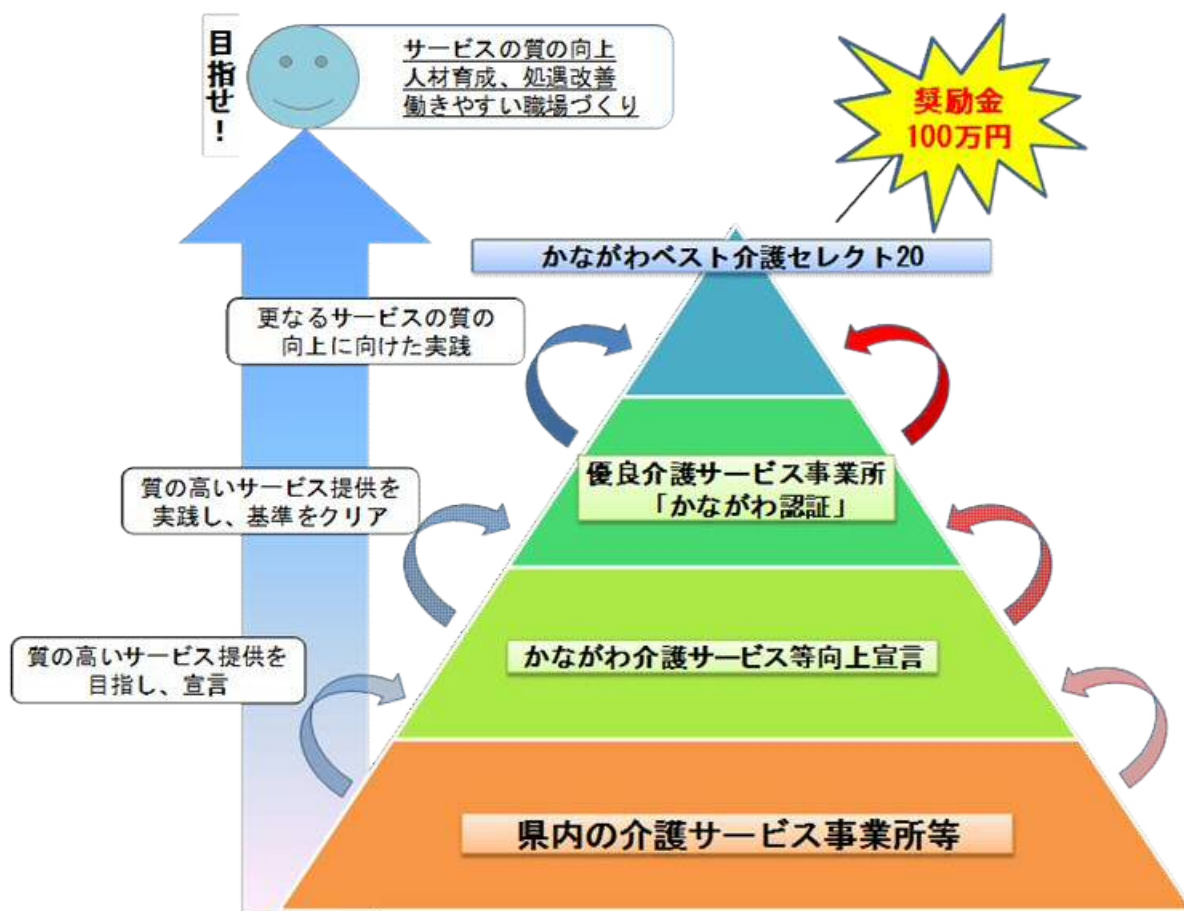 目指せ！
サービスの質の向上
人材育成、処遇改善
働きやすい職場づくり
奨励金
100万円
かながわベスト介護セレクト20
更なるサービスの質の
向上に向けた実践
優良介護サービス事業所
「かながわ認証」
質の高いサービス提供を
実践し、基準をクリア
かながわ介護サービス等向上宣言
質の高いサービス提供を
目指し、宣言
県内の介護サービス事業所等